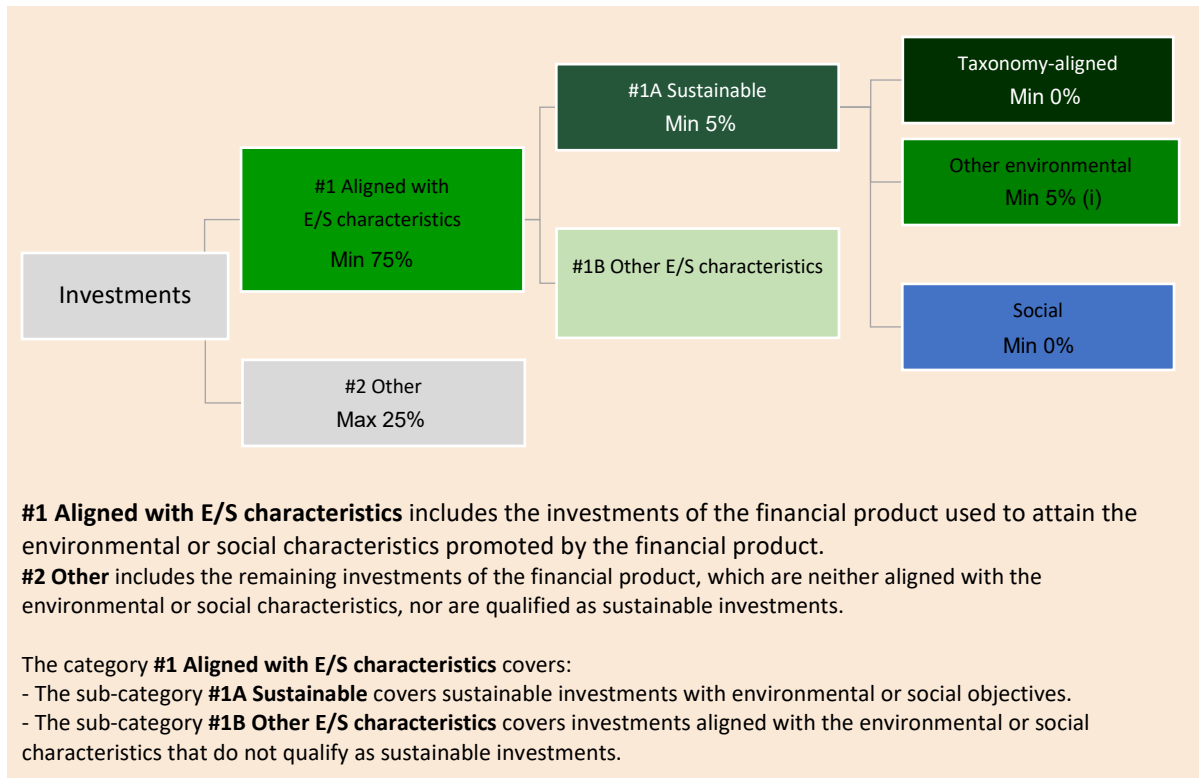 Investments
#1 Aligned with
E/S characteristics
Min 75%
#2 Other
Max 25%
#1A Sustainable
Min 5%
#1B Other E/S characteristics
Taxonomy-aligned
Min 0%
Other environmental
Min 5% (i)
Social
Min 0%
#1 Aligned with E/S characteristics includes the investments of the financial product used to attain the
environmental or social characteristics promoted by the financial product.
#2 Other includes the remaining investments of the financial product, which are neither aligned with the
environmental or social characteristics, nor are qualified as sustainable investments.
The category #1 Aligned with E/S characteristics covers:
- The sub-category #1A Sustainable covers sustainable investments with environmental or social objectives.
- The sub-category #1B Other E/S characteristics covers investments aligned with the environmental or social
characteristics that do not qualify as sustainable investments.